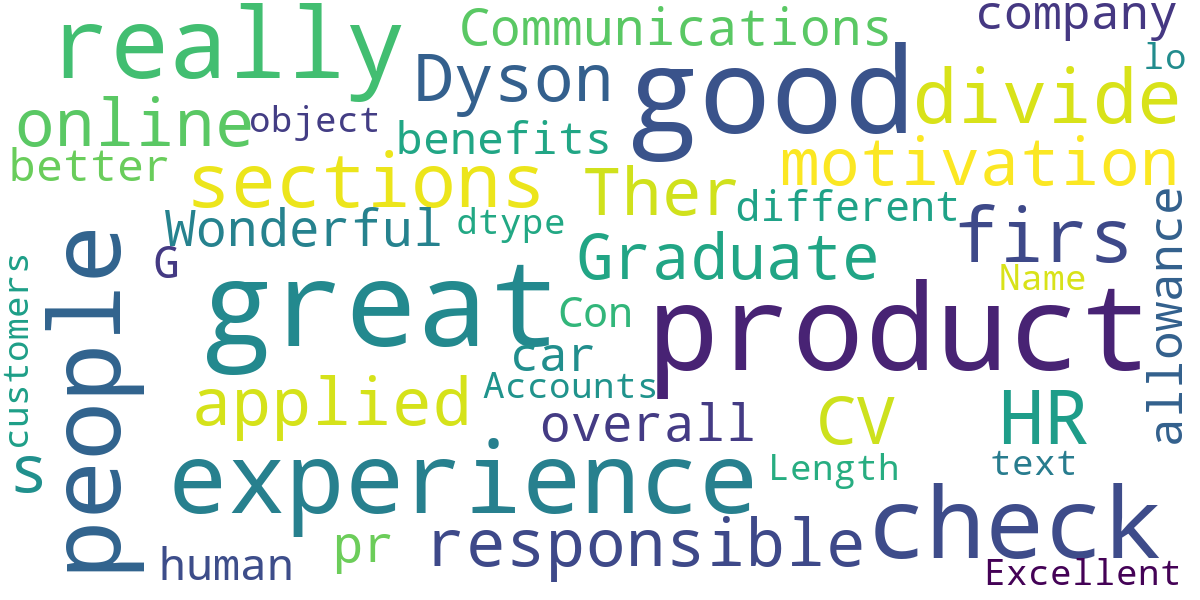 really
Communications
company
Dyson
good
lo
online
object
benefits
divide
better
sections
motivation
Ther
different
allowance
Wonderful
dtype
firs
people
G
Graduate
Name
customers
great
Con
product
car
Accounts
applied
overall
CV
HR
s
experience
Length
text
check
pr
responsible
human
Excellent